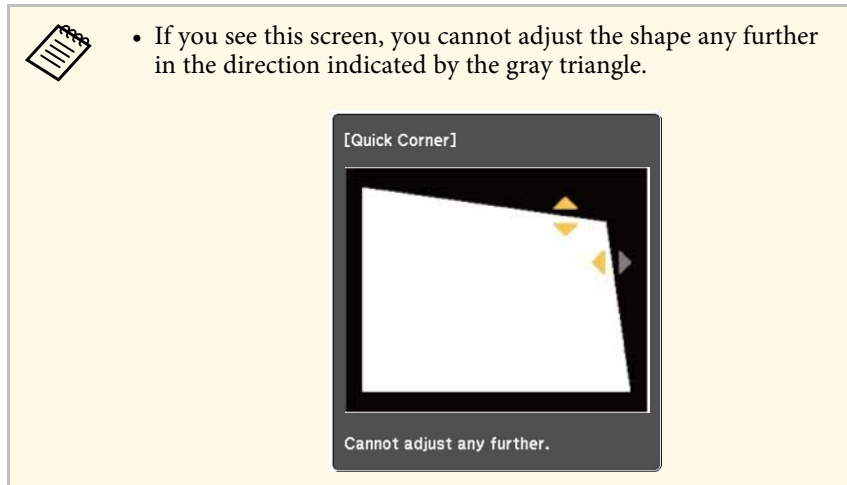 • If you see this screen, you cannot adjust the shape any further
in the direction indicated by the gray triangle.
[Quick Corner]
Cannot adjust any further.